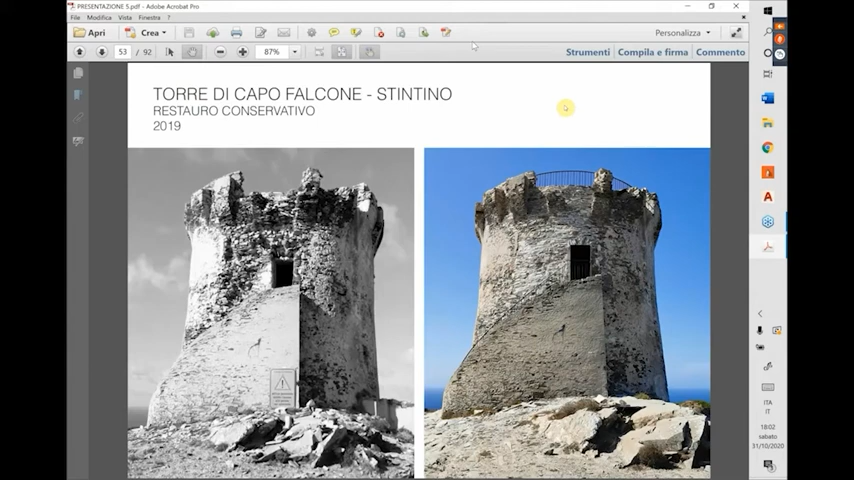 PRESENTAZIONE 5.pdf - Adobe Acrobat Pro
File Modifica Vista Finestra ?
Apri Crea Personalizza
53 / 92 87% Strumenti Compila e firma Commento
TORRE DI CAPO FALCONE - STINTINO
RESTAURO CONSERVATIVO
2019
ITA
IT
18:02
sabato
31/10/2020